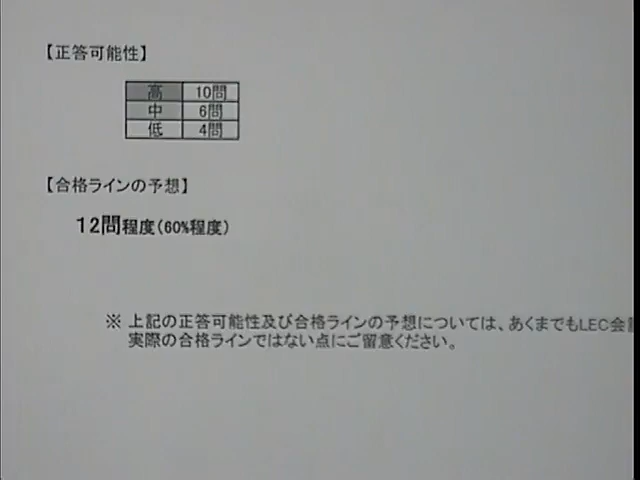 【正答可能性】
高 10問
中 6問
低 4問
【合格ラインの予想】
12問程度(60%程度)
※ 上記の正答可能性及び合格ラインの予想については、あくまでもLEC会
実際の合格ラインではない点にご留意ください。